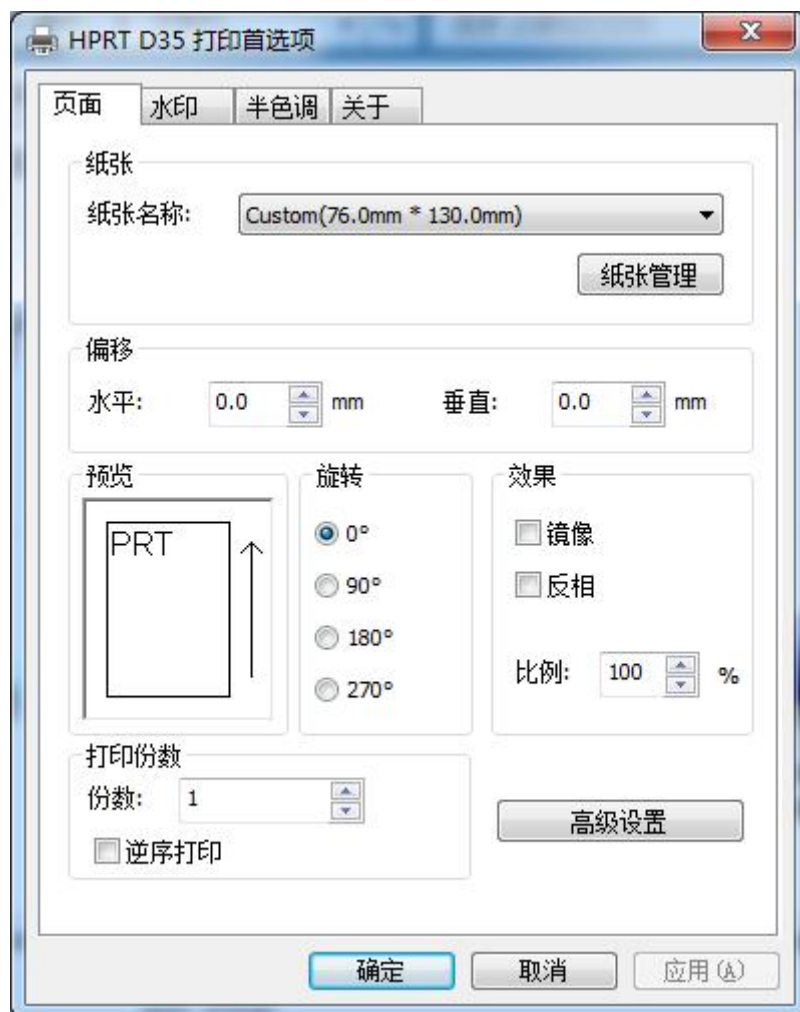 HPRT D35 打印首选项
页面 水印 半色调 关于
纸张
纸张名称: Custom(76.0mm * 130.0mm)
纸张管理
偏移
水平: 0.0 mm 垂直: 0.0 mm
预览 旋转 效果
PRT
0° 镜像
90° 反相
180°
比例: 100 %
270°
打印份数
份数: 1
高级设置
逆序打印
确定 取消 应用(A)